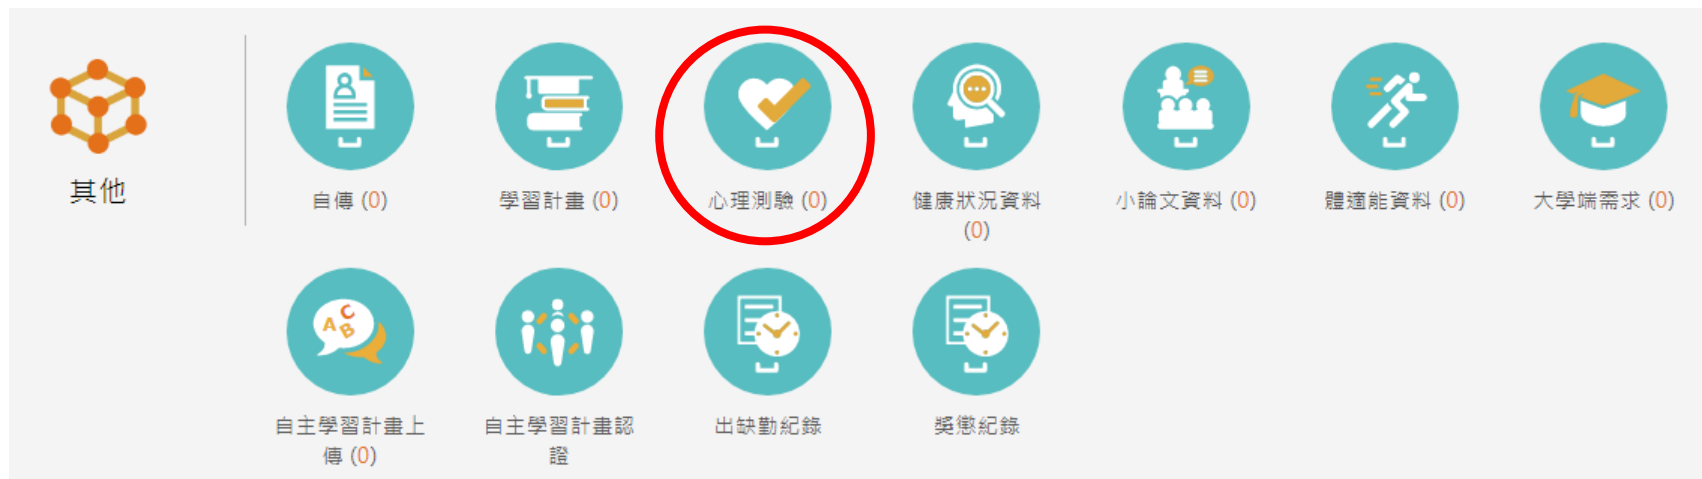 其他
自傳 (0)
學習計畫 (0)
心理測驗 (0)
健康狀況資料
(0)
小論文資料 (0)
體適能資料 (0)
大學端需求 (0)
A C
B
自主學習計畫上
傳 (0)
自主學習計畫認
證
出缺勤紀錄
獎懲紀錄